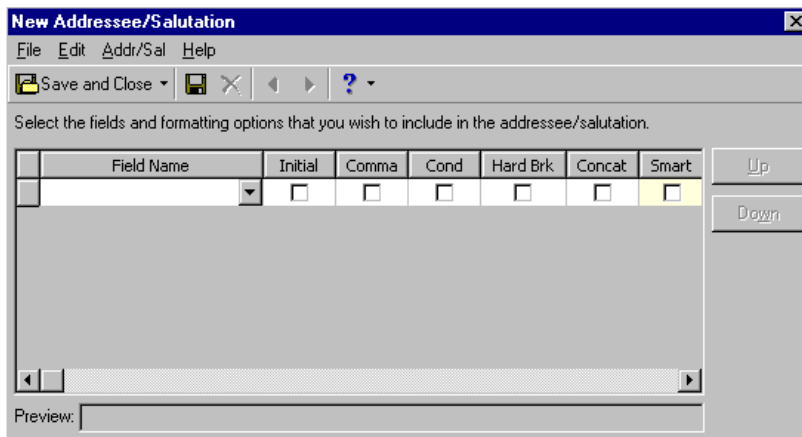 New Addressee/Salutation
File Edit Addr/Sal Help
Save and Close
Select the fields and formatting options that you wish to include in the addressee/salutation.
Field Name Initial Comma Cond Hard Brk Concat Smart
Up
Down
Preview: